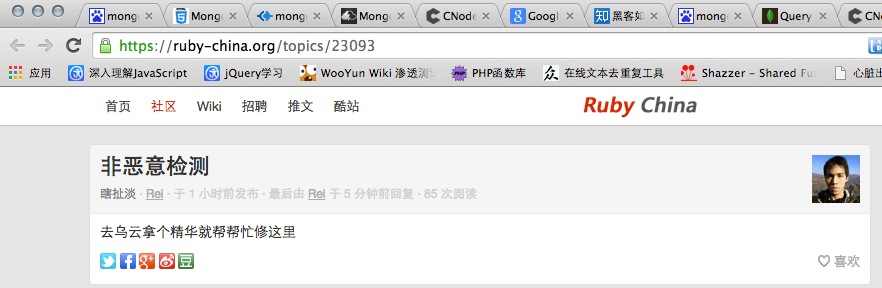 mong
Mong
mong
Mong
CNode
Googl
黑客如
mong
Query
CN
https://ruby-china.org/topics/23093
应用 深入理解JavaScript jQuery学习 WooYun Wiki 渗透测试 PHP函数库 在线文本去重复工具 Shazzer - Shared Fu 心脏出
首页 社区 Wiki 招聘 推文 酷站 Ruby China
非恶意检测
瞎扯淡 · Rei · 于 1 小时前发布 · 最后由 Rei 于 5 分钟前回复 · 85 次阅读
去乌云拿个精华就帮帮忙修这里
豆
喜欢